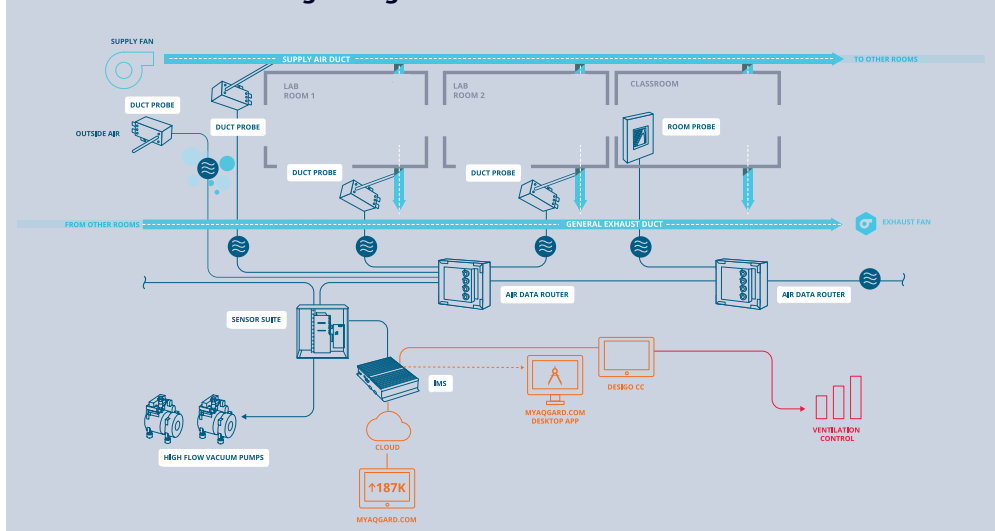 SUPPLY FAN
SUPPLY AIR DUCT
TO OTHER ROOMS
LAB
ROOM 1
LAB
ROOM 2
CLASSROOM
DUCT PROBE
DUCT PROBE
OUTSIDE AIR
ROOM PROBE
DUCT PROBE
DUCT PROBE
FROM OTHER ROOMS
GENERAL EXHAUST DUCT
EXHAUST FAN
AIR DATA ROUTER
AIR DATA ROUTER
SENSOR SUITE
IMS
DESIGO CC
MYAQGARD.COM
DESKTOP APP
VENTILATION
CONTROL
CLOUD
HIGH FLOW VACUUM PUMPS
↑187K
MYAQGARD.COM